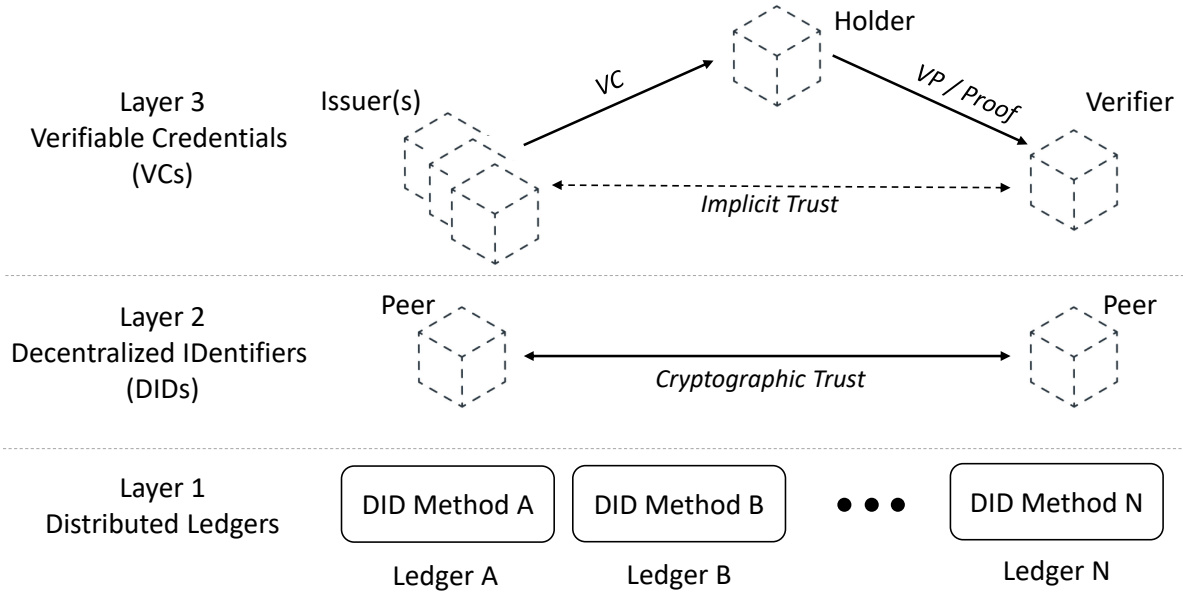 Holder
VC
VP / Proof
Issuer(s)
Verifier
Layer 3
Verifiable Credentials
(VCs)
Implicit Trust
Peer
Peer
Layer 2
Decentralized IDentifiers
(DIDs)
Cryptographic Trust
Layer 1
Distributed Ledgers
DID Method A
DID Method B
DID Method N
Ledger A
Ledger B
Ledger N